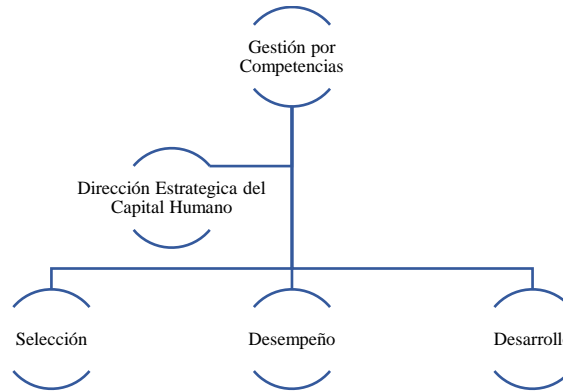 Gestión por
Competencias
Dirección Estrategica del
Capital Humano
Selección
Desempeño
Desarroll